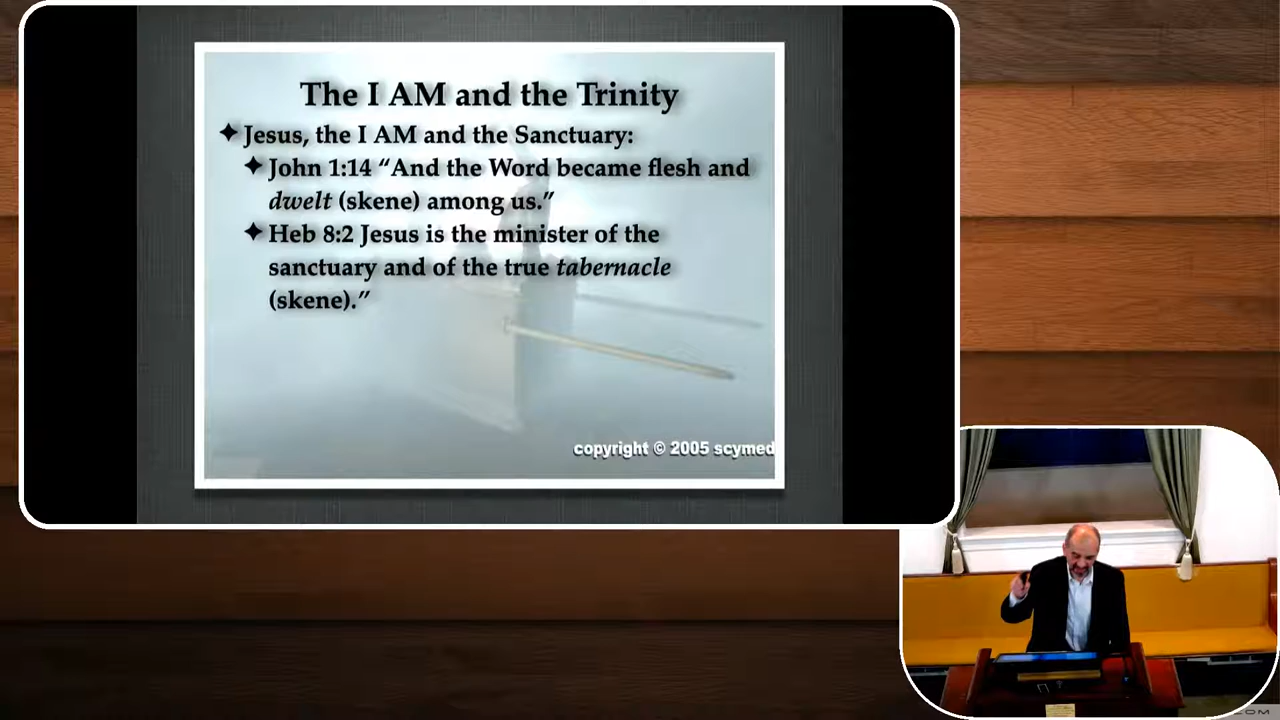 The I AM and the Trinity
✦ Jesus, the I AM and the Sanctuary:
✦ John 1:14 “And the Word became flesh and
dwelt (skene) among us.”
✦ Heb 8:2 Jesus is the minister of the
sanctuary and of the true tabernacle
(skene).”
copyright © 2005 scymed